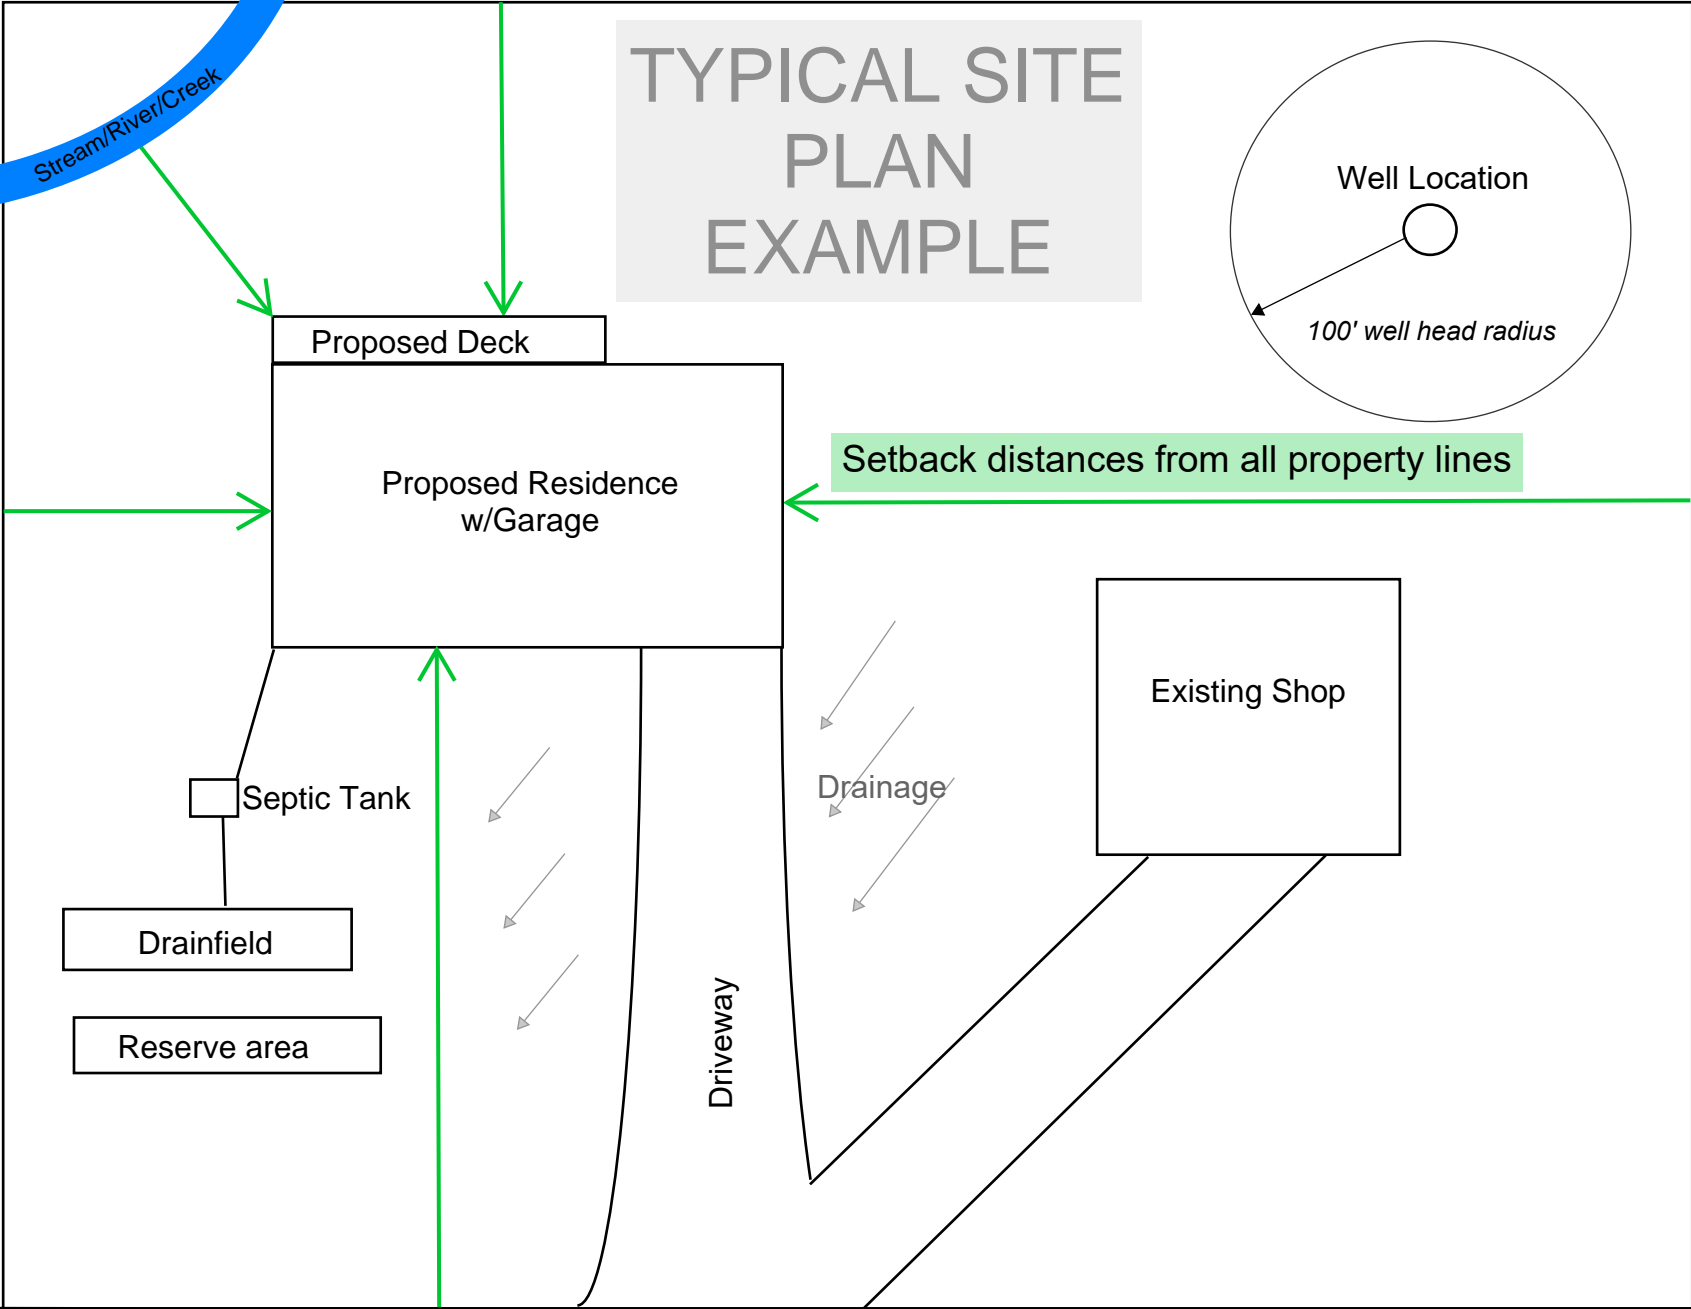 Stream/River/Creek
TYPICAL SITE
PLAN
EXAMPLE
Well Location
100' well head radius
Proposed Deck
Setback distances from all property lines
Proposed Residence
w/Garage
Existing Shop
Drainage
Septic Tank
Drainfield
Driveway
Reserve area